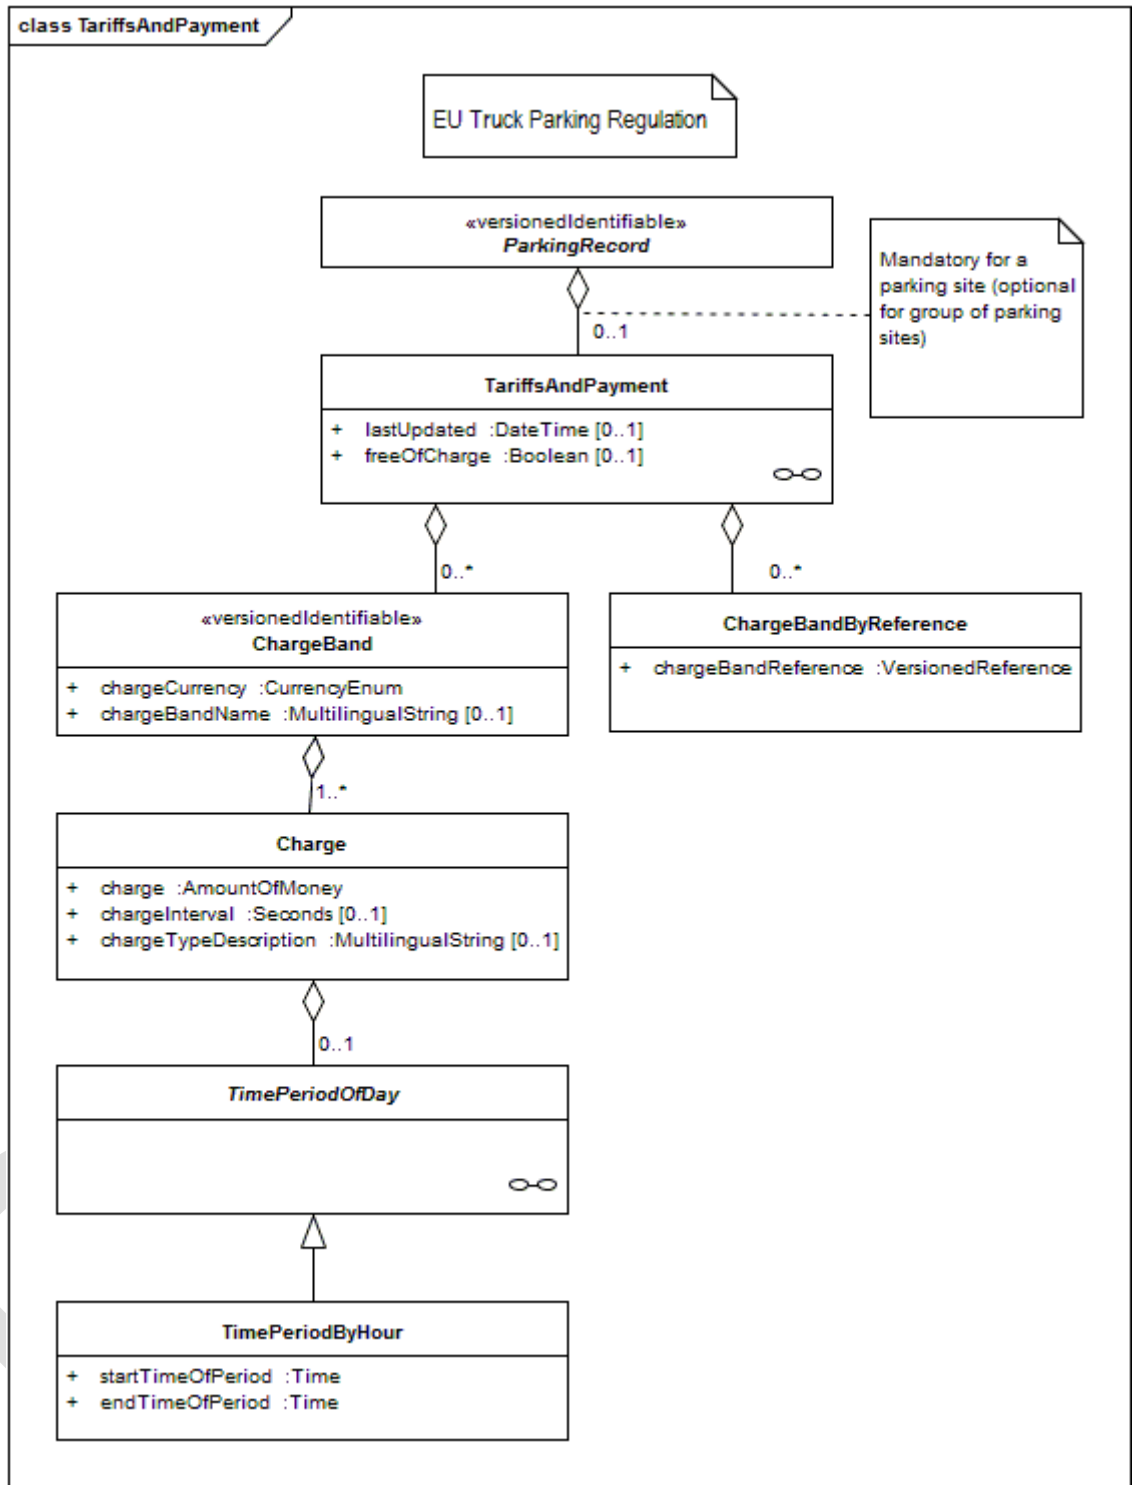 class TariffsAndPayment
EU Truck Parking Regulation
«versionedIdentifiable»
ParkingRecord
Mandatory for a
parking site (optional
for group of parking
sites)
0..1
TariffsAndPayment
+ lastUpdated :DateTime [0..1]
+ freeOfCharge :Boolean [0..1]
0..*
0..*
«versionedIdentifiable»
ChargeBand
+ chargeCurrency :CurrencyEnum
+ chargeBandName :MultilingualString [0..1]
ChargeBandByReference
+ chargeBandReference :VersionedReference
1..*
Charge
+ charge :AmountOfMoney
+ chargeInterval :Seconds [0..1]
+ chargeTypeDescription :MultilingualString [0..1]
0..1
TimePeriodOfDay
TimePeriodByHour
+ startTimeOfPeriod :Time
+ endTimeOfPeriod :Time